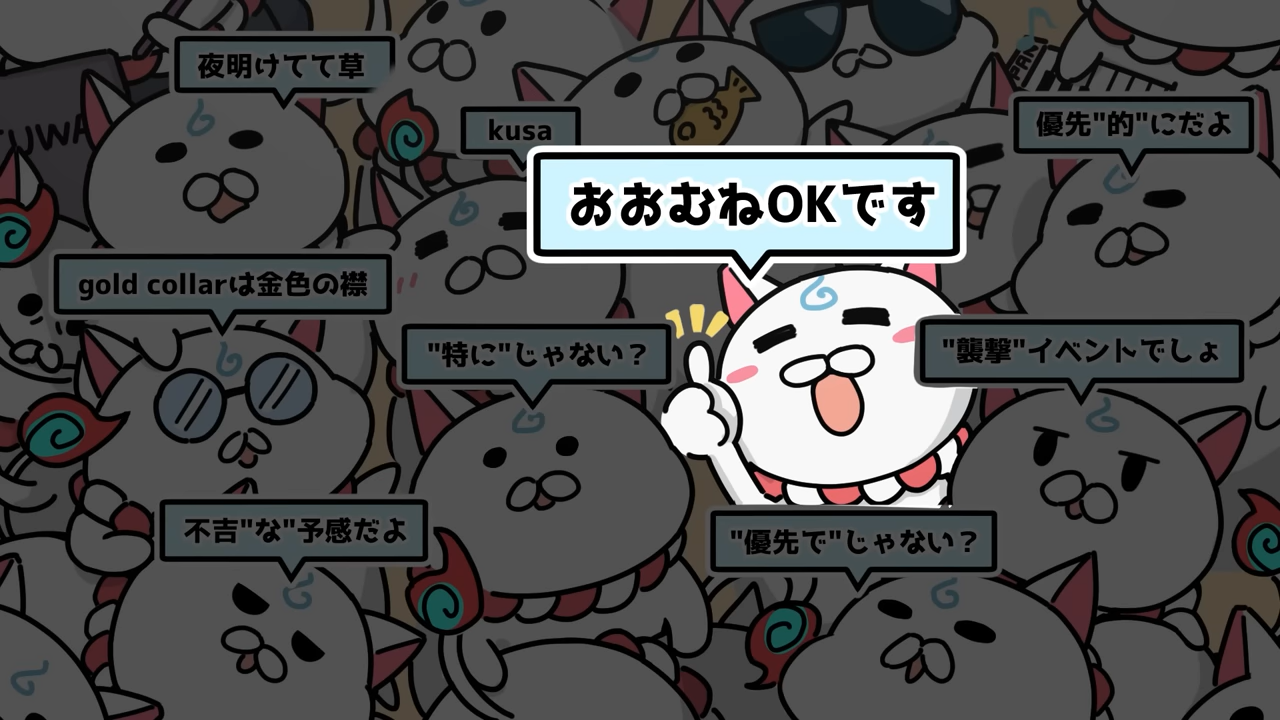 夜明けてて草
kusa
優先"的"にだよ
おおむねOKです
gold collarは金色の襟
"特に"じゃない？
"襲撃"イベントでしょ
不吉"な"予感だよ
"優先で"じゃない？